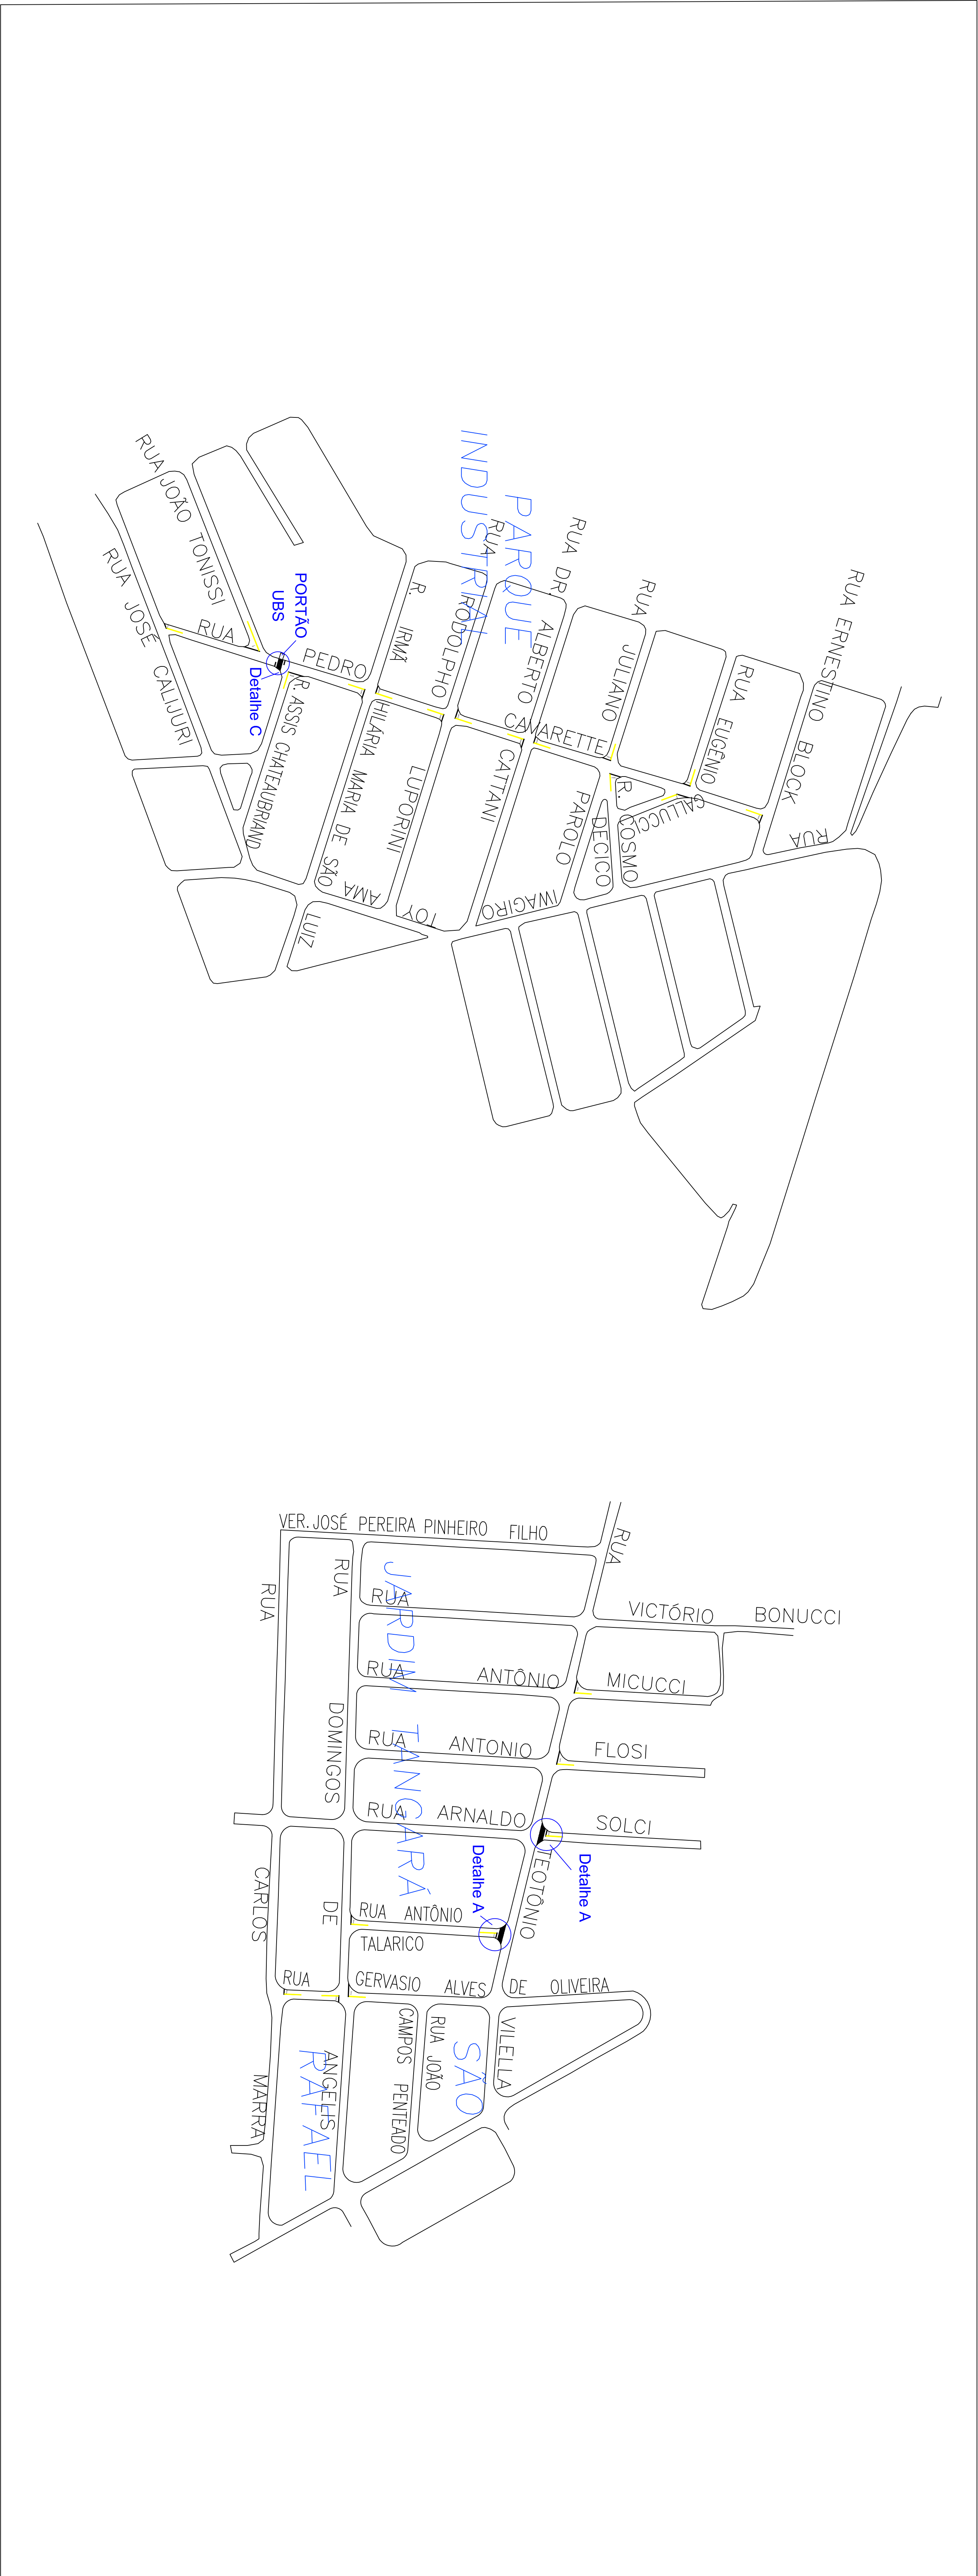 PARQUE
INDUSTRIAL
RUA JOÃO TONISSI
RUA JOSÉ CALIJURI
RUA PEDRO CAVARETTE
PORTÃO
UBS
Detalhe C
R. ASSIS CHATEAUBRIAND
R. IRMÃ HILÁRIA MARIA DE SÃO LUIZ
RUA RODOLPHO LUPORINI
RUA DR. ALBERTO CATTANI
RUA JULIANO PAROLO
R. COSMO DECICO
RUA EUGÊNIO GALLUCCI
RUA ERNESTINO BLOCK
RUA IWAGIRO TOY AMA
VER. JOSÉ PEREIRA PINHEIRO FILHO
RUA
VICTÓRIO BONUCCI
RUA ANTÔNIO MICUCCI
RUA ANTONIO FLOSI
RUA ARNALDO SOLCI
Detalhe A
Detalhe A
RUA ANTÔNIO
TALARICO
RUA GERVASIO ALVES DE OLIVEIRA
RUA TEOTÔNIO VILELLA
RUA JOÃO
CAMPOS PENTEADO
RUA DOMINGOS DE ANGELIS
RUA CARLOS MARRA
JARDIM TANGARÁ
SÃO
RAFAEL